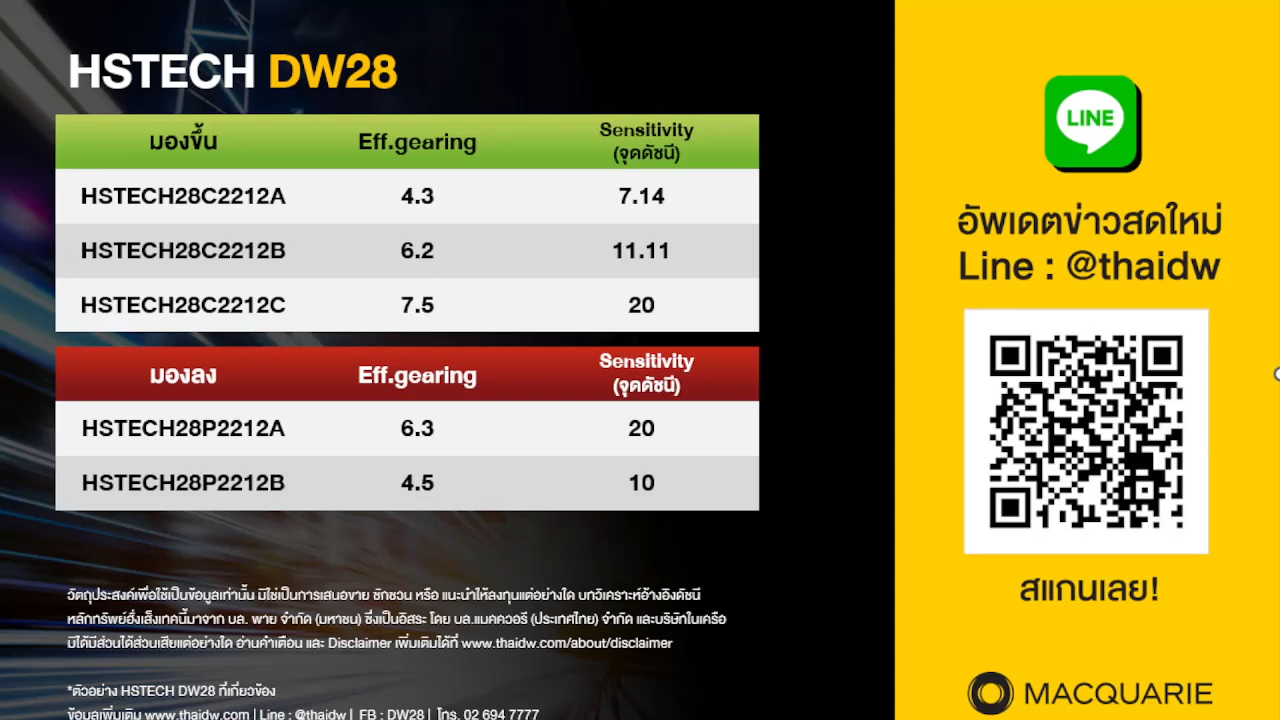 HSTECH DW28
มองขึ้น Eff.gearing Sensitivity (จุดดัชนี)
HSTECH28C2212A 4.3 7.14
HSTECH28C2212B 6.2 11.11
HSTECH28C2212C 7.5 20
มองลง Eff.gearing Sensitivity (จุดดัชนี)
HSTECH28P2212A 6.3 20
HSTECH28P2212B 4.5 10
วัตถุประสงค์เพื่อใช้เป็นข้อมูลเท่านั้น มิใช่เป็นการเสนอขาย ชักชวน หรือ แนะนำให้ลงทุนแต่อย่างใด บทวิเคราะห์อ้างอิงดัชนี
หลักทรัพย์ฮั่งเส็งเทคนี้มาจาก บล. พาย จำกัด (มหาชน) ซึ่งเป็นอิสระ โดย บล.แมคควอรี (ประเทศไทย) จำกัด และบริษัทในเครือ
มิได้มีส่วนได้ส่วนเสียแต่อย่างใด อ่านคำเตือน และ Disclaimer เพิ่มเติมได้ที่ www.thaidw.com/about/disclaimer
*ตัวอย่าง HSTECH DW28 ที่เกี่ยวข้อง
ข้อมูลเพิ่มเติม www.thaidw.com | Line : @thaidw | FB : DW28 | โทร. 02 694 7777
LINE
อัพเดตข่าวสดใหม่
Line : @thaidw
สแกนเลย!
MACQUARIE